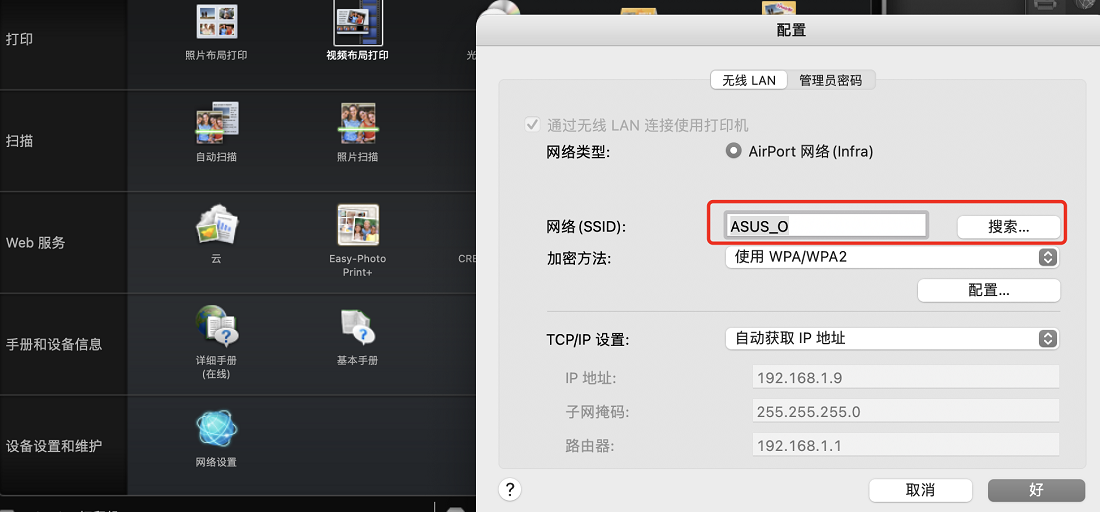 打印
照片布局打印
视频布局打印
光
扫描
自动扫描
照片扫描
Web 服务
云
Easy-Photo
Print+
CRE
手册和设备信息
详细手册
(在线)
基本手册
设备设置和维护
网络设置
配置
无线 LAN
管理员密码
通过无线 LAN 连接使用打印机
网络类型:
AirPort 网络(Infra)
网络(SSID):
ASUS_O
搜索...
加密方法:
使用 WPA/WPA2
配置...
TCP/IP 设置:
自动获取 IP 地址
IP 地址:
192.168.1.9
子网掩码:
255.255.255.0
路由器:
192.168.1.1
?
取消
好